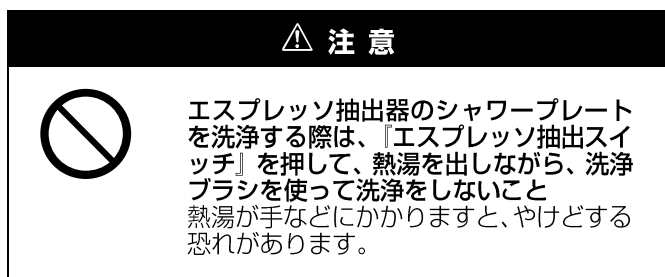 ⚠ 注 意
エスプレッソ抽出器のシャワープレート
を洗浄する際は、『エスプレッソ抽出スイ
ッチ』を押して、熱湯を出しながら、洗浄
ブラシを使って洗浄をしないこと
熱湯が手などにかかりますと、やけどする
恐れがあります。